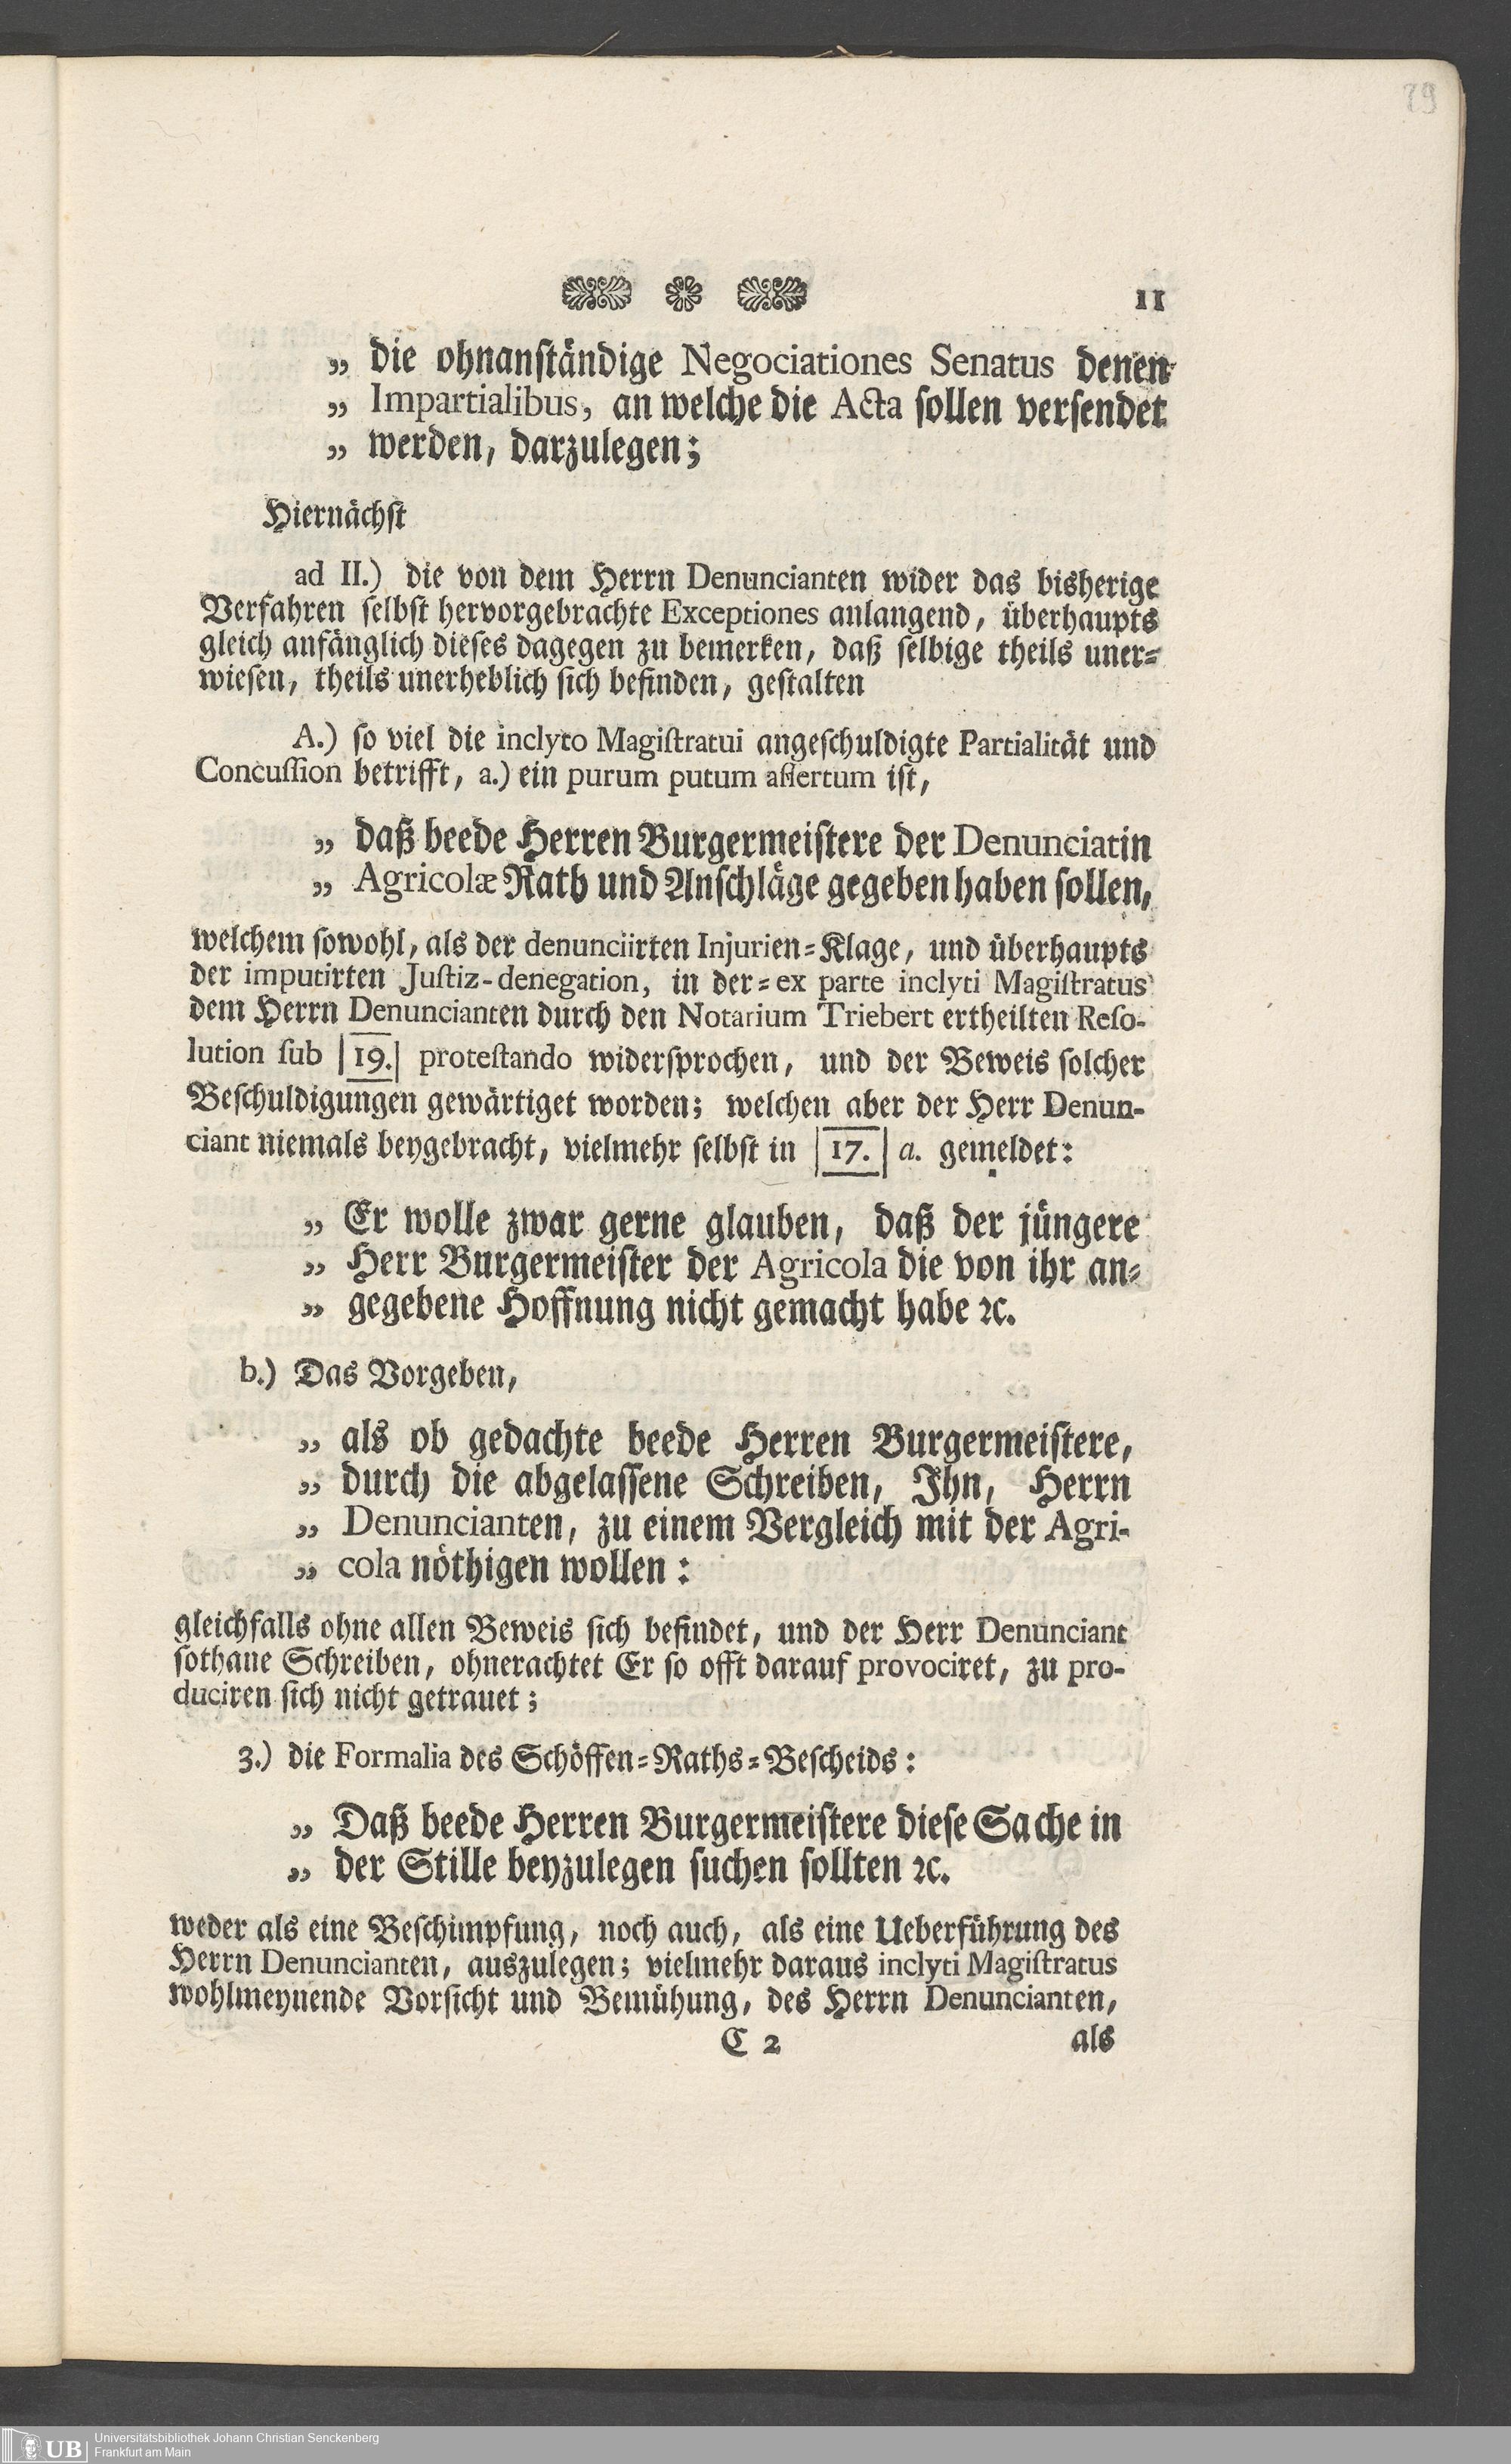 29
11
„ die ohnanständige Negociationes Senatus denen
„ Impartialibus, an welche die Acta sollen versendet
„ werden, darzulegen;
Hiernächst
ad II.) die von dem Herrn Denuncianten wider das bisherige
Verfahren selbst hervorgebrachte Exceptiones anlangend, überhaupts
gleich anfänglich dieses dagegen zu bemerken, daß selbige theils uner=
wiesen, theils unerheblich sich befinden, gestalten
A.) so viel die inclyto Magistratui angeschuldigte Partialität und
Concussion betrifft, a.) ein purum putum assertum ist,
„ daß beede Herren Burgermeistere der Denunciatin
„ Agricolæ Rath und Anschläge gegeben haben sollen,
welchem sowohl, als der denunciirten Injurien=Klage, und überhaupts
der imputirten Justiz-denegation, in der=ex parte inclyti Magistratus
dem Herrn Denuncianten durch den Notarium Triebert ertheilten Reso-
lution sub |19.| protestando widersprochen, und der Beweis solcher
Beschuldigungen gewärtiget worden; welchen aber der Herr Denun-
ciant niemals beygebracht, vielmehr selbst in |17.| a. gemeldet:
„ Er wolle zwar gerne glauben, daß der jüngere
„ Herr Burgermeister der Agricola die von ihr an=
„ gegebene Hoffnung nicht gemacht habe ꝛc.
b.) Das Vorgeben,
„ als ob gedachte beede Herren Burgermeistere,
„ durch die abgelassene Schreiben, Ihn, Herrn
„ Denuncianten, zu einem Vergleich mit der Agri-
„ cola nöthigen wollen:
gleichfalls ohne allen Beweis sich befindet, und der Herr Denunciant
sothane Schreiben, ohnerachtet Er so offt darauf provociret, zu pro-
duciren sich nicht getrauet;
3.) die Formalia des Schöffen=Raths=Bescheids:
„ Daß beede Herren Burgermeistere diese Sache in
„ der Stille beyzulegen suchen sollten ꝛc.
weder als eine Beschimpfung, noch auch, als eine Ueberführung des
Herrn Denuncianten, auszulegen; vielmehr daraus inclyti Magistratus
wohlmeynende Vorsicht und Bemühung, des Herrn Denuncianten,
C 2 als
UB Universitätsbibliothek Johann Christian Senckenberg
Frankfurt am Main